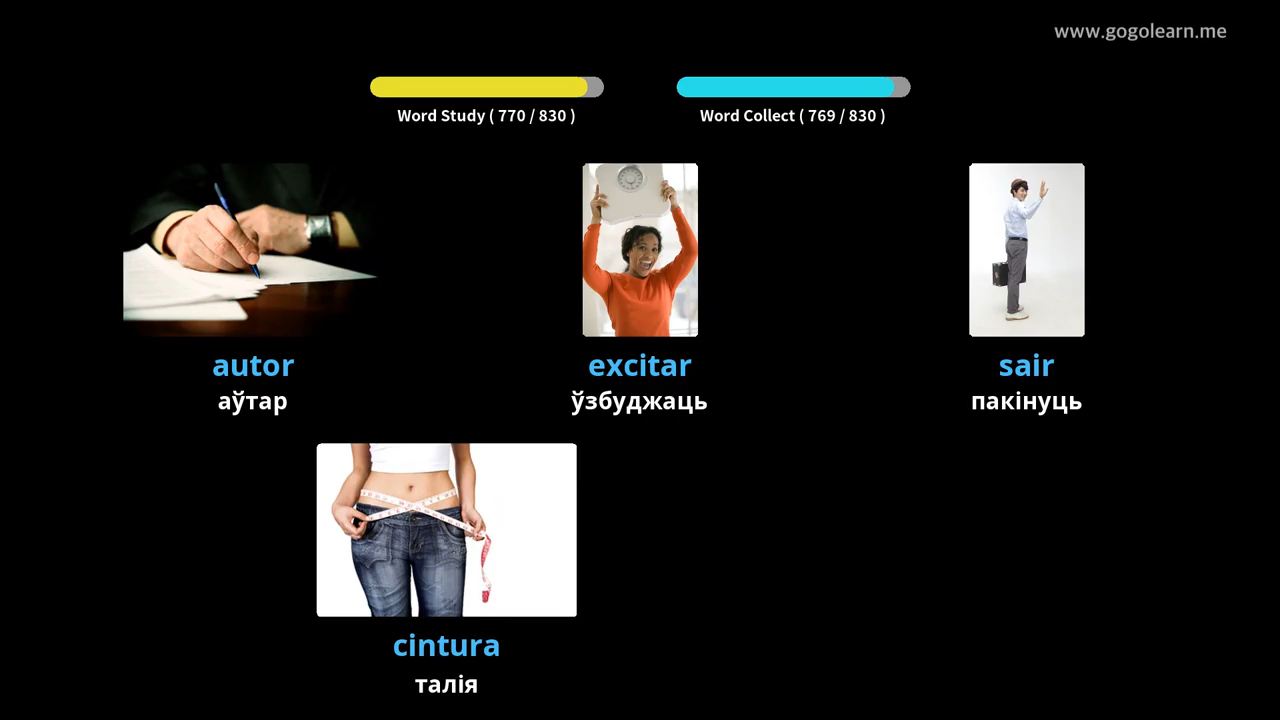 www.gogolearn.me
Word Study ( 770 / 830 )
Word Collect ( 769 / 830 )
autor
аўтар
excitar
ўзбуджаць
sair
пакінуць
cintura
талія